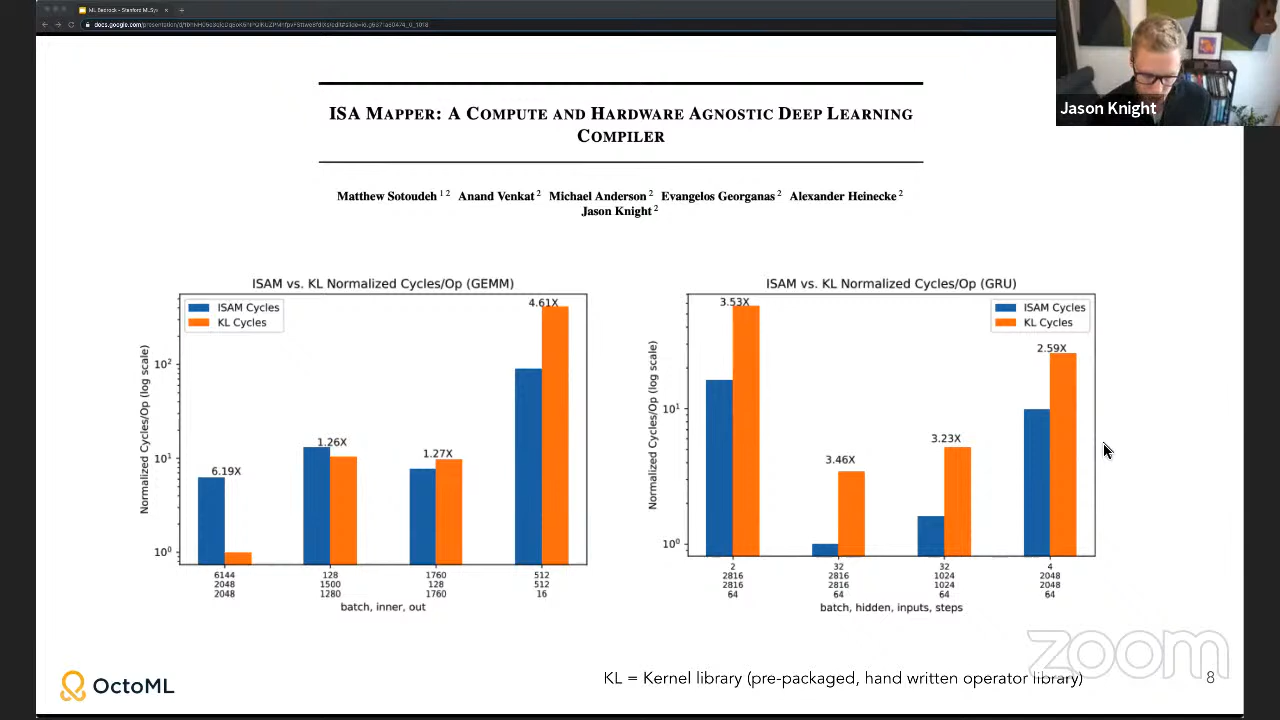 ML Bedrock - Stanford MLSys
ISA MAPPER: A COMPUTE AND HARDWARE AGNOSTIC DEEP LEARNING
COMPILER
Matthew Sotoudeh 1 2 Anand Venkat 2 Michael Anderson 2 Evangelos Georganas 2 Alexander Heinecke 2
Jason Knight 2
Jason Knight
ISAM vs. KL Normalized Cycles/Op (GEMM)
ISAM Cycles
KL Cycles
Normalized Cycles/Op (log scale)
10²
10¹
10⁰
6.19X
1.26X
1.27X
4.61X
6144 128 1760 512
2048 1500 128 512
2048 1280 1760 16
batch, inner, out
ISAM vs. KL Normalized Cycles/Op (GRU)
ISAM Cycles
KL Cycles
Normalized Cycles/Op (log scale)
10¹
10⁰
3.53X
3.46X
3.23X
2.59X
2 32 32 4
2816 2816 1024 2048
2816 2816 1024 2048
64 64 64 64
batch, hidden, inputs, steps
zoom
OctoML
KL = Kernel library (pre-packaged, hand written operator library)
8